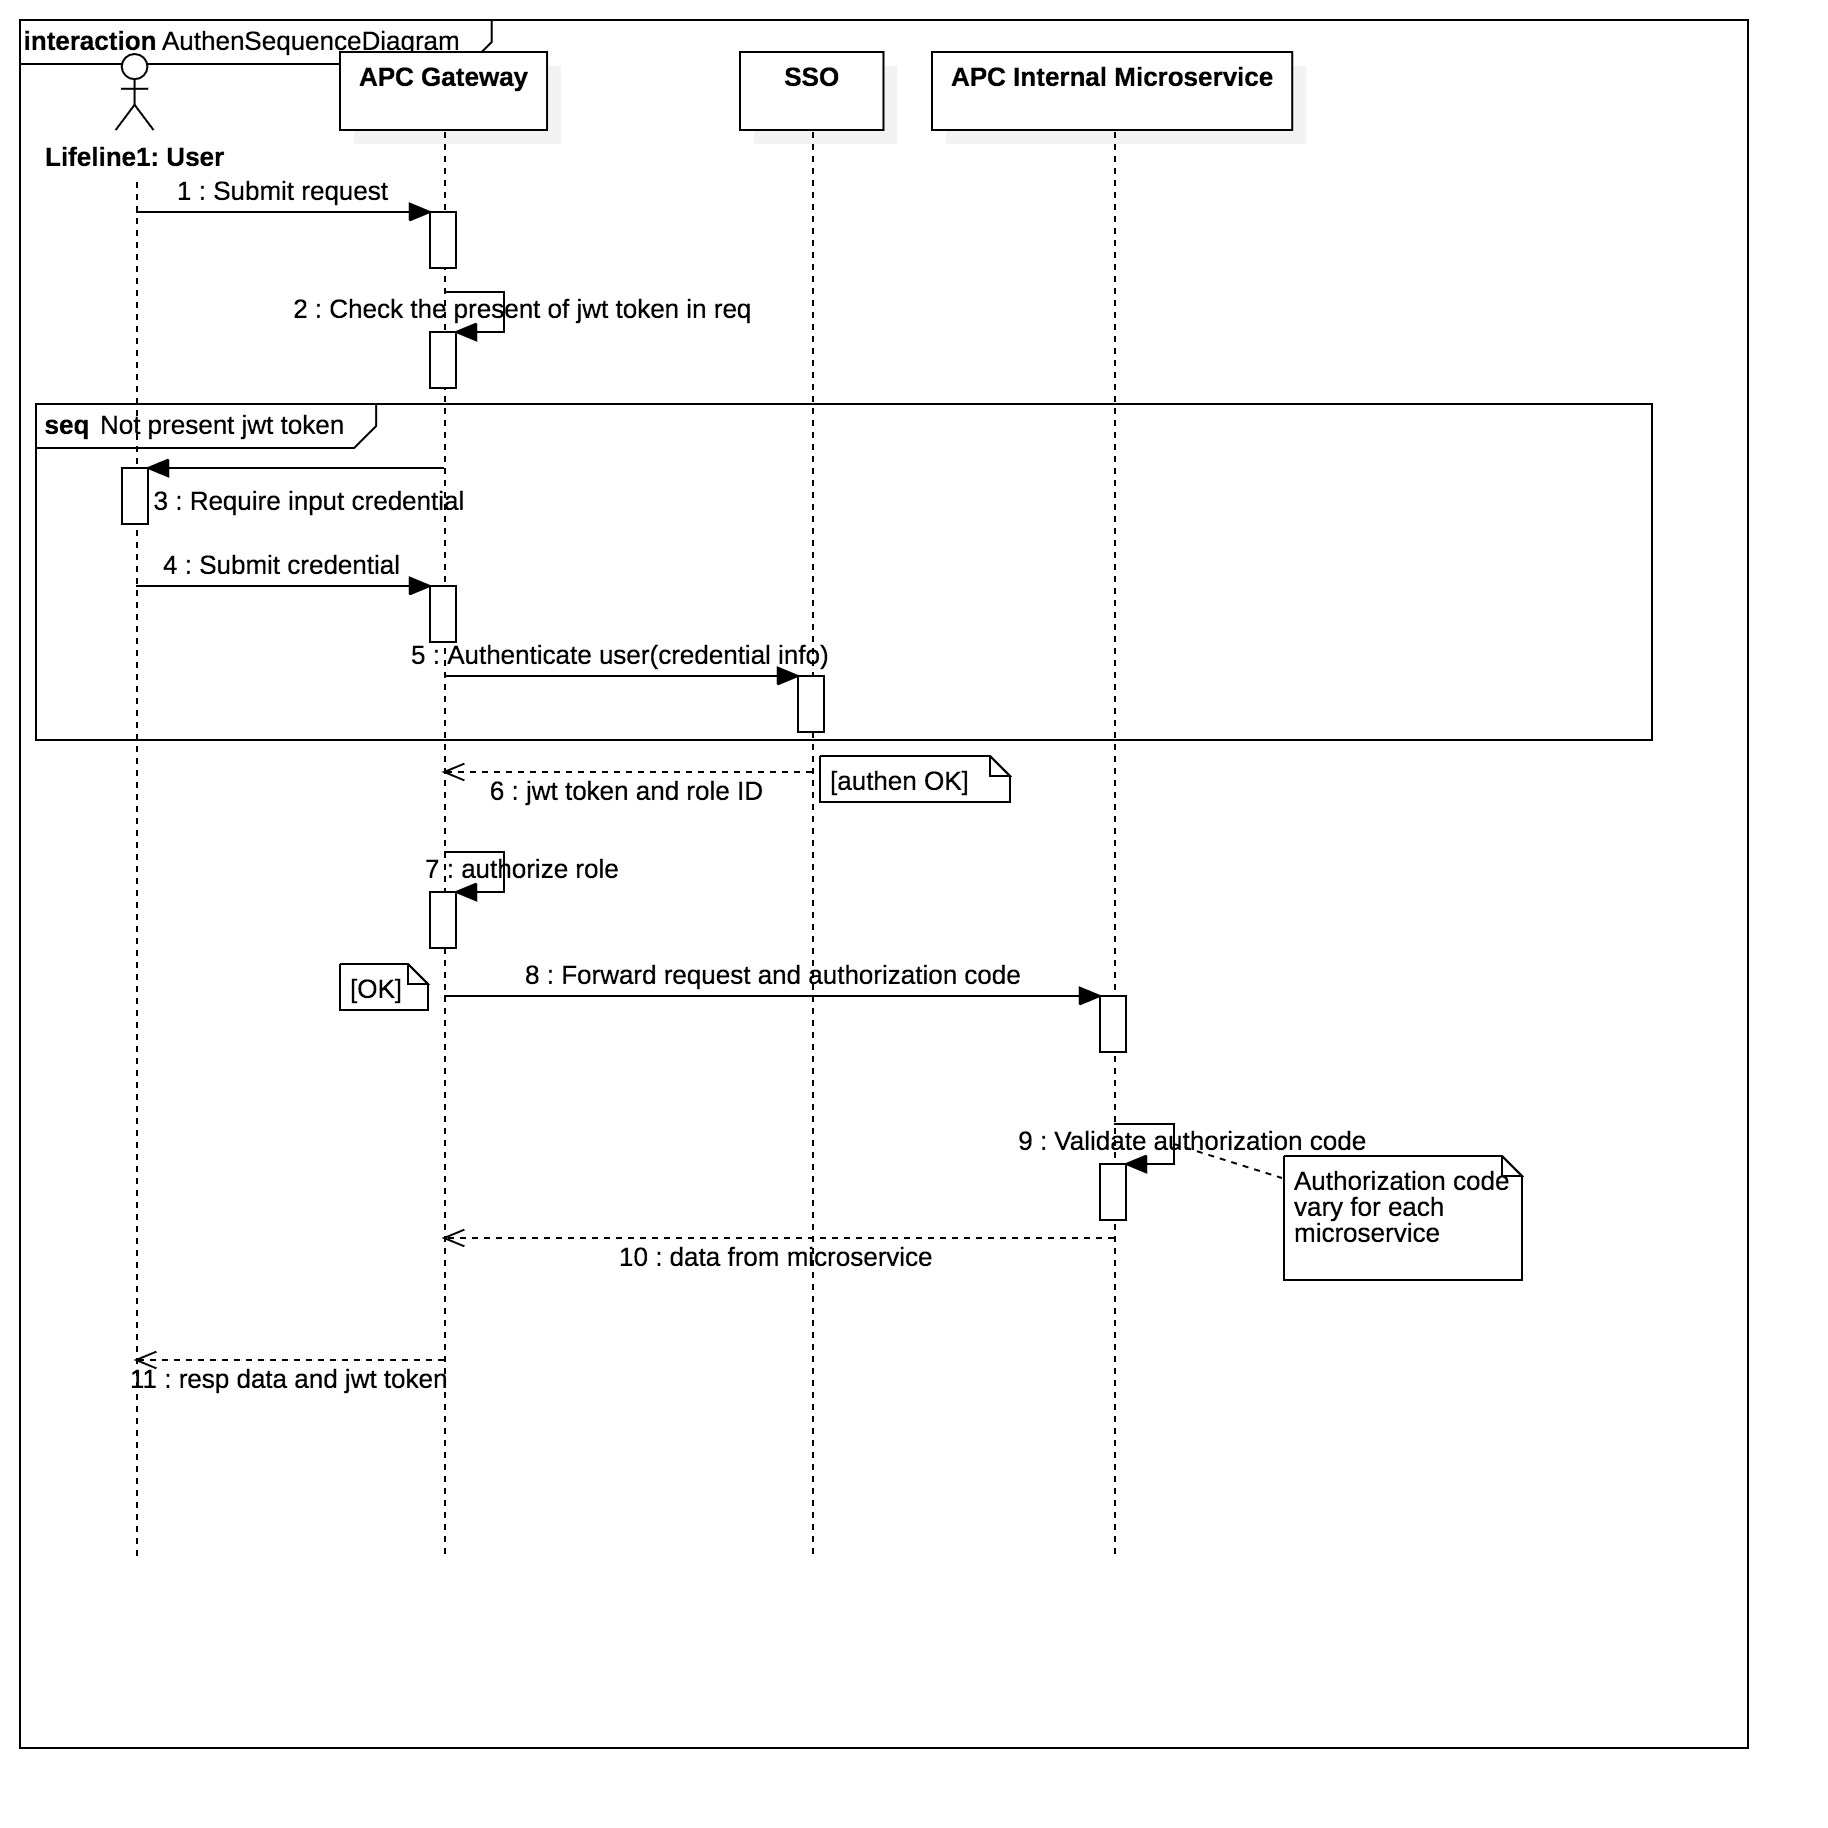 interaction AuthenSequenceDiagram
APC Gateway
SSO
APC Internal Microservice
Lifeline1: User
1 : Submit request
2 : Check the present of jwt token in req
seq Not present jwt token
3 : Require input credential
4 : Submit credential
5 : Authenticate user(credential info)
[authen OK]
6 : jwt token and role ID
7 : authorize role
[OK]
8 : Forward request and authorization code
9 : Validate authorization code
Authorization code
vary for each
microservice
10 : data from microservice
11 : resp data and jwt token